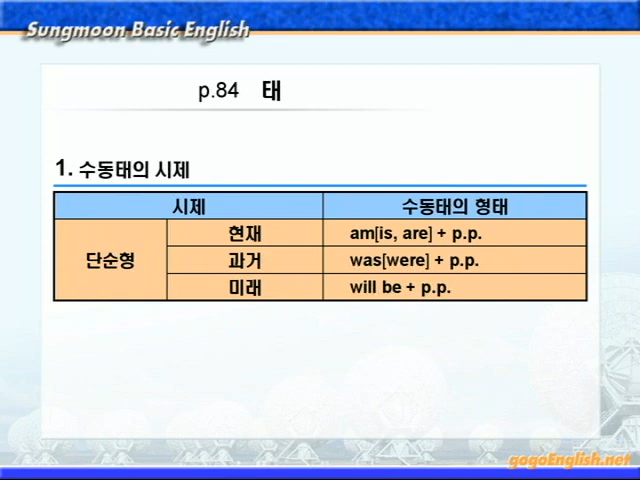 Sungmoon Basic English
p.84 태
1. 수동태의 시제
시제 수동태의 형태
단순형 현재 am[is, are] + p.p.
과거 was[were] + p.p.
미래 will be + p.p.
gogoEnglish.net